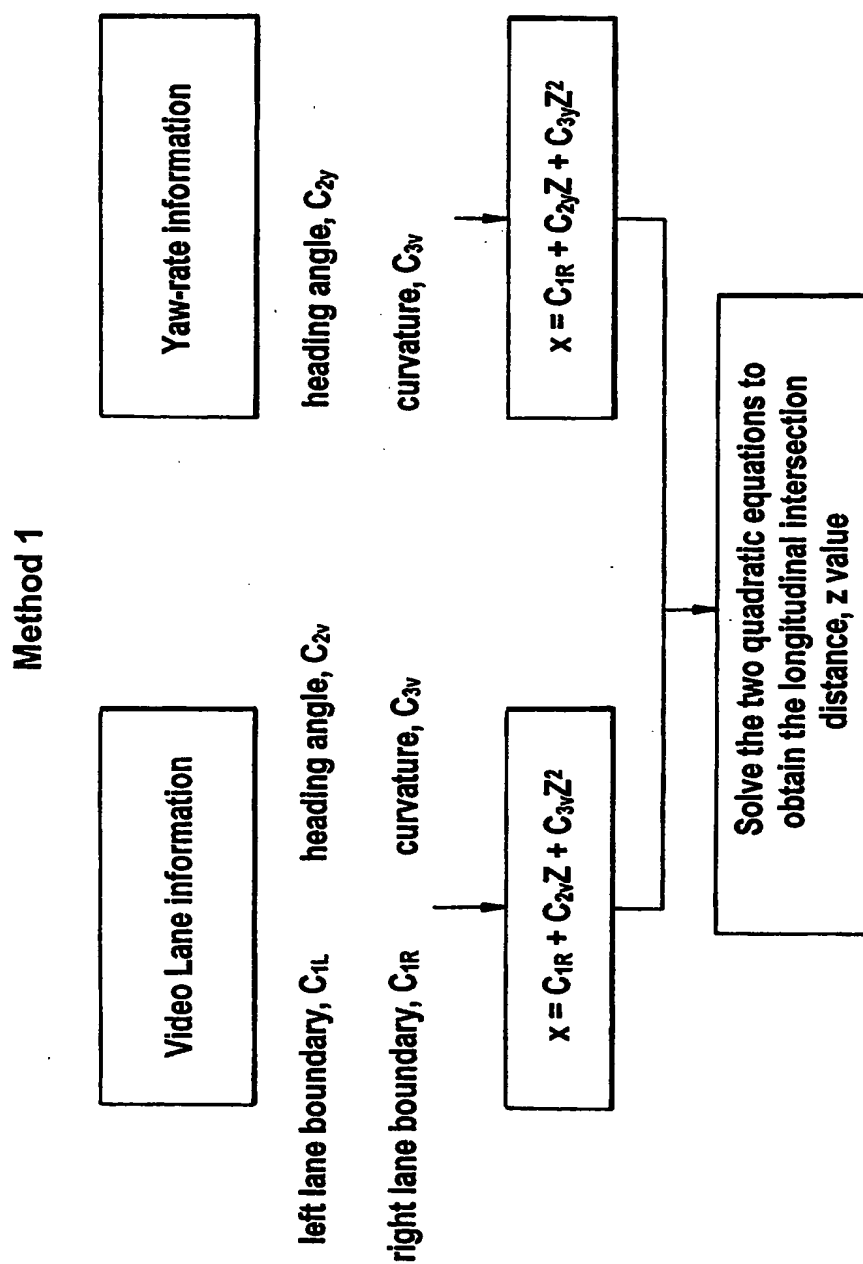 Method 1
Video Lane information
left lane boundary, C1L heading angle, C2v
right lane boundary, C1R curvature, C3v
x = C1R + C2vZ + C3vZ²
Yaw-rate information
heading angle, C2y
curvature, C3v
x = C1R + C2yZ + C3yZ²
Solve the two quadratic equations to
obtain the longitudinal intersection
distance, z value